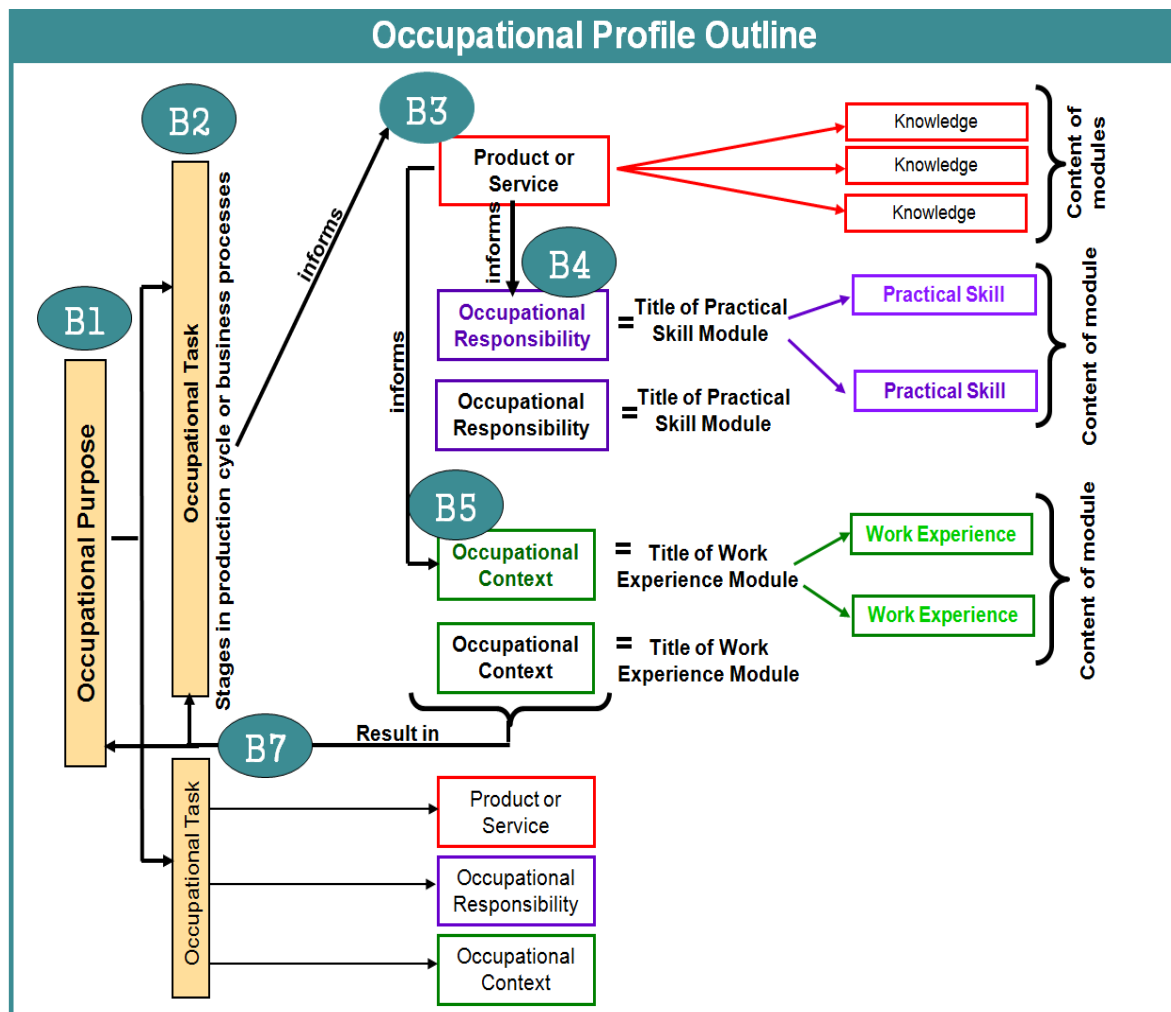 Occupational Profile Outline
B1
Occupational Purpose
B2
Occupational Task
Stages in production cycle or business processes
informs
B3
Product or
Service
Knowledge
Knowledge
Knowledge
Content of
modules
informs
informs
B4
Occupational
Responsibility
=
Title of Practical
Skill Module
Practical Skill
Practical Skill
Content of module
Occupational
Responsibility
=
Title of Practical
Skill Module
B5
Occupational
Context
=
Title of Work
Experience Module
Work Experience
Work Experience
Content of module
Occupational
Context
=
Title of Work
Experience Module
Result in
B7
Occupational Task
Product or
Service
Occupational
Responsibility
Occupational
Context